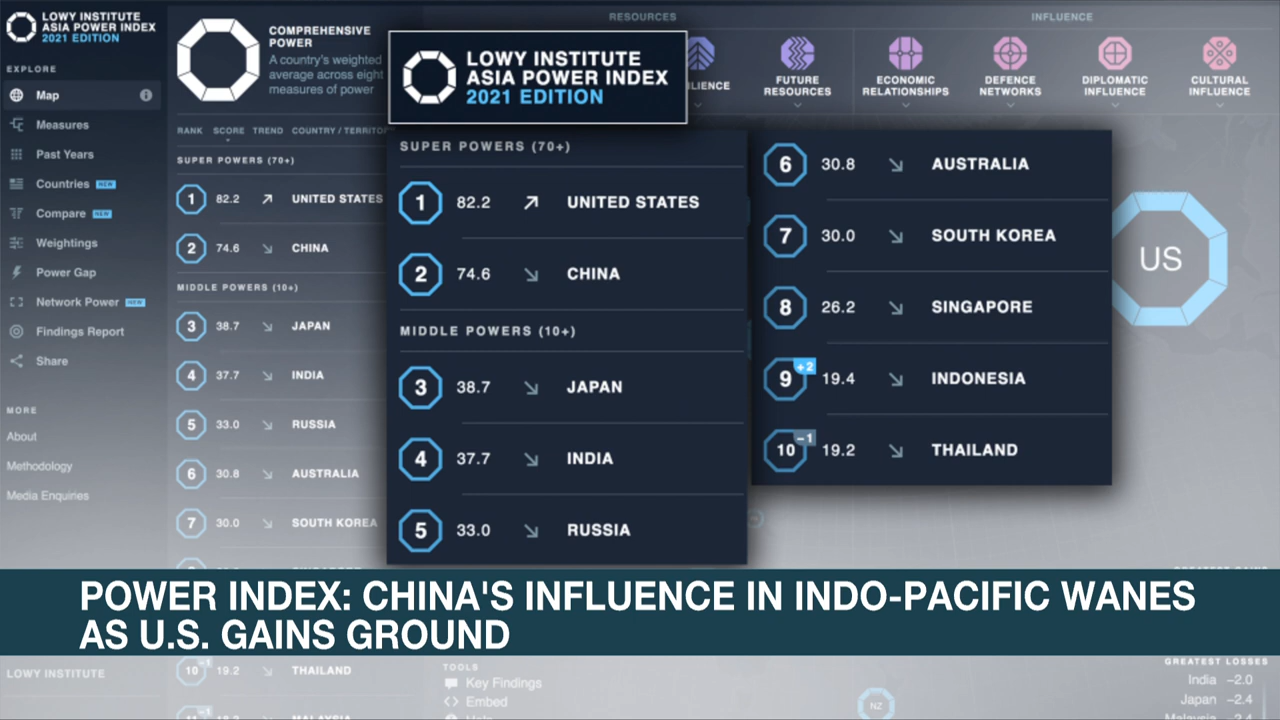 LOWY INSTITUTE
ASIA POWER INDEX
2021 EDITION
EXPLORE
Map
Measures
Past Years
Countries NEW
Compare NEW
Weightings
Power Gap
Network Power NEW
Findings Report
Share
MORE
About
Methodology
Media Enquiries
LOWY INSTITUTE
COMPREHENSIVE
POWER
A country's weighted
average across eight
measures of power
RANK SCORE TREND COUNTRY / TERRITO
SUPER POWERS (70+)
1 82.2 UNITED STATES
2 74.6 CHINA
MIDDLE POWERS (10+)
3 38.7 JAPAN
4 37.7 INDIA
5 33.0 RUSSIA
6 30.8 AUSTRALIA
7 30.0 SOUTH KOREA
10 -1 19.2 THAILAND
RESOURCES
INFLUENCE
LIENCE
FUTURE
RESOURCES
ECONOMIC
RELATIONSHIPS
DEFENCE
NETWORKS
DIPLOMATIC
INFLUENCE
CULTURAL
INFLUENCE
LOWY INSTITUTE
ASIA POWER INDEX
2021 EDITION
SUPER POWERS (70+)
1 82.2 UNITED STATES
2 74.6 CHINA
MIDDLE POWERS (10+)
3 38.7 JAPAN
4 37.7 INDIA
5 33.0 RUSSIA
6 30.8 AUSTRALIA
7 30.0 SOUTH KOREA
8 26.2 SINGAPORE
9 +2 19.4 INDONESIA
10 -1 19.2 THAILAND
US
POWER INDEX: CHINA'S INFLUENCE IN INDO-PACIFIC WANES
AS U.S. GAINS GROUND
TOOLS
Key Findings
Embed
NZ
GREATEST LOSSES
India -2.0
Japan -2.4